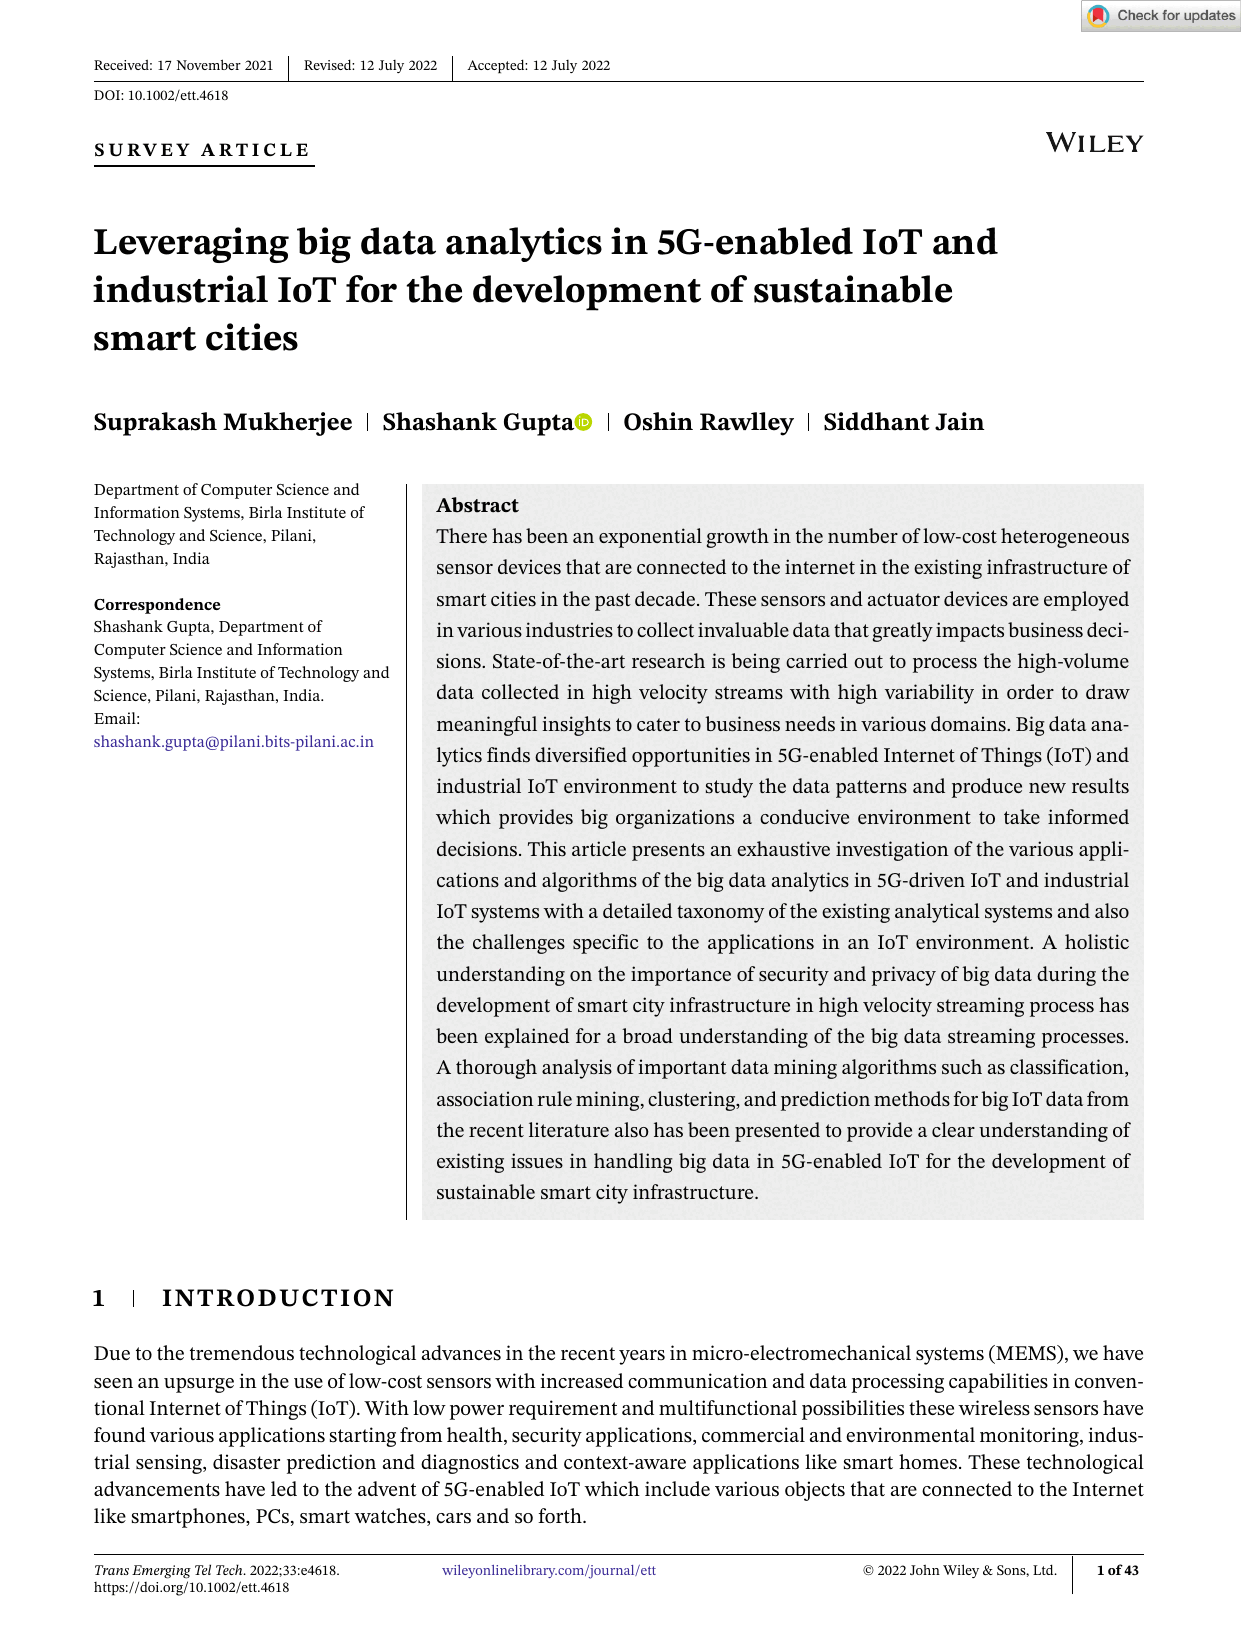 Check for updates
Received: 17 November 2021 Revised: 12 July 2022 Accepted: 12 July 2022
DOI: 10.1002/ett.4618
SURVEY ARTICLE
WILEY
Leveraging big data analytics in 5G-enabled IoT and
industrial IoT for the development of sustainable
smart cities
Suprakash Mukherjee | Shashank Gupta iD | Oshin Rawlley | Siddhant Jain
Department of Computer Science and
Information Systems, Birla Institute of
Technology and Science, Pilani,
Rajasthan, India
Correspondence
Shashank Gupta, Department of
Computer Science and Information
Systems, Birla Institute of Technology and
Science, Pilani, Rajasthan, India.
Email:
shashank.gupta@pilani.bits-pilani.ac.in
Abstract
There has been an exponential growth in the number of low-cost heterogeneous
sensor devices that are connected to the internet in the existing infrastructure of
smart cities in the past decade. These sensors and actuator devices are employed
in various industries to collect invaluable data that greatly impacts business deci-
sions. State-of-the-art research is being carried out to process the high-volume
data collected in high velocity streams with high variability in order to draw
meaningful insights to cater to business needs in various domains. Big data ana-
lytics finds diversified opportunities in 5G-enabled Internet of Things (IoT) and
industrial IoT environment to study the data patterns and produce new results
which provides big organizations a conducive environment to take informed
decisions. This article presents an exhaustive investigation of the various appli-
cations and algorithms of the big data analytics in 5G-driven IoT and industrial
IoT systems with a detailed taxonomy of the existing analytical systems and also
the challenges specific to the applications in an IoT environment. A holistic
understanding on the importance of security and privacy of big data during the
development of smart city infrastructure in high velocity streaming process has
been explained for a broad understanding of the big data streaming processes.
A thorough analysis of important data mining algorithms such as classification,
association rule mining, clustering, and prediction methods for big IoT data from
the recent literature also has been presented to provide a clear understanding of
existing issues in handling big data in 5G-enabled IoT for the development of
sustainable smart city infrastructure.
1 | INTRODUCTION
Due to the tremendous technological advances in the recent years in micro-electromechanical systems (MEMS), we have
seen an upsurge in the use of low-cost sensors with increased communication and data processing capabilities in conven-
tional Internet of Things (IoT). With low power requirement and multifunctional possibilities these wireless sensors have
found various applications starting from health, security applications, commercial and environmental monitoring, indus-
trial sensing, disaster prediction and diagnostics and context-aware applications like smart homes. These technological
advancements have led to the advent of 5G-enabled IoT which include various objects that are connected to the Internet
like smartphones, PCs, smart watches, cars and so forth.
Trans Emerging Tel Tech. 2022;33:e4618. wileyonlinelibrary.com/journal/ett © 2022 John Wiley & Sons, Ltd. 1 of 43
https://doi.org/10.1002/ett.4618